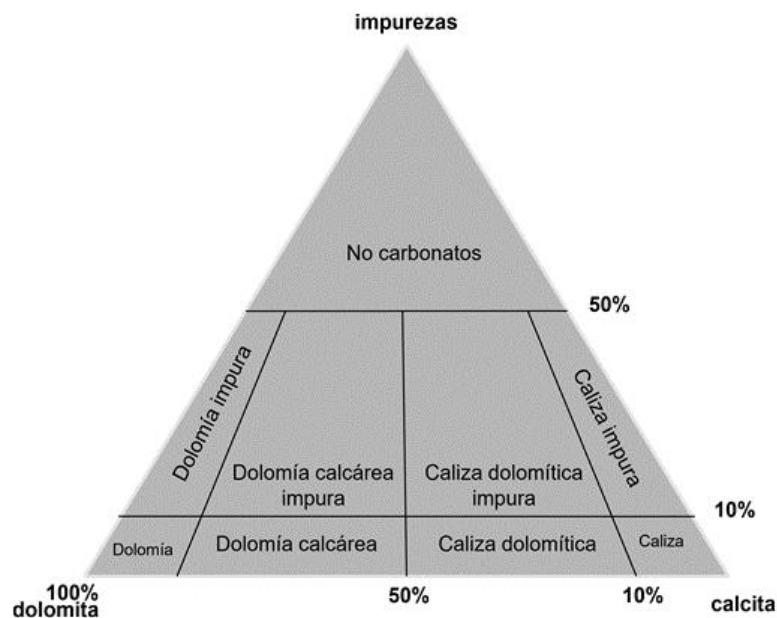 impurezas
No carbonatos
50%
Dolomía impura
Caliza impura
Dolomía calcárea
impura
Caliza dolomítica
impura
10%
Dolomía
Dolomía calcárea
Caliza dolomítica
Caliza
100%
dolomita
50%
10%
calcita